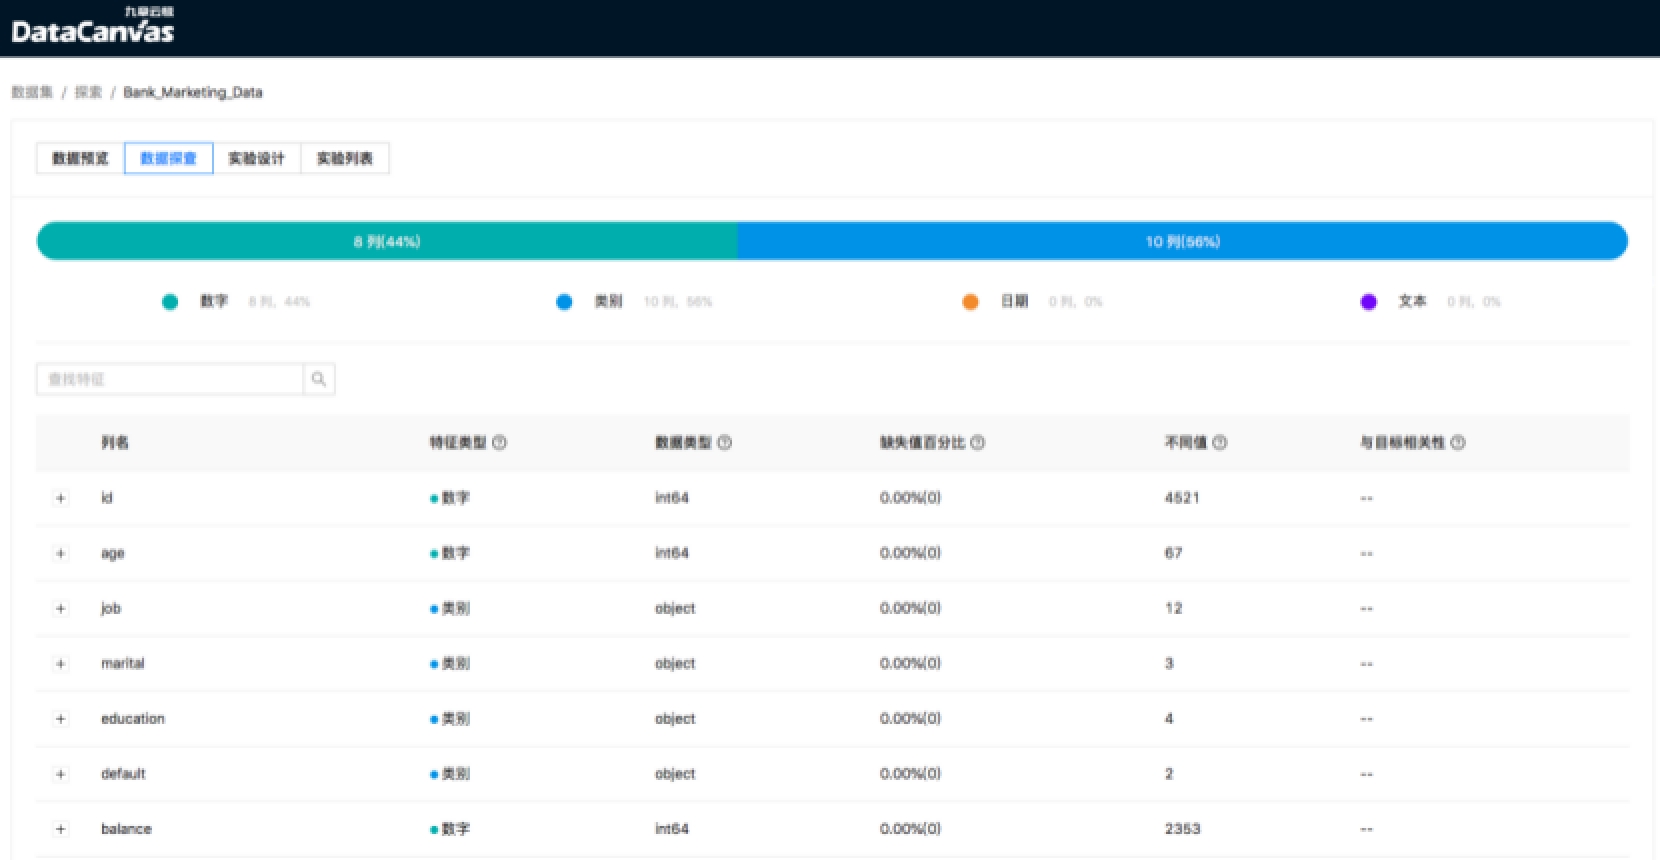 九章云极
DataCanvas
数据集 / 探索 / Bank_Marketing_Data
数据预览 数据探查 实验设计 实验列表
8 列(44%) 10 列(56%)
数字 8 列, 44% 类别 10 列, 56% 日期 0 列, 0% 文本 0 列, 0%
查找特征
列名 特征类型 数据类型 缺失值百分比 不同值 与目标相关性
+ id 数字 int64 0.00%(0) 4521 --
+ age 数字 int64 0.00%(0) 67 --
+ job 类别 object 0.00%(0) 12 --
+ marital 类别 object 0.00%(0) 3 --
+ education 类别 object 0.00%(0) 4 --
+ default 类别 object 0.00%(0) 2 --
+ balance 数字 int64 0.00%(0) 2353 --